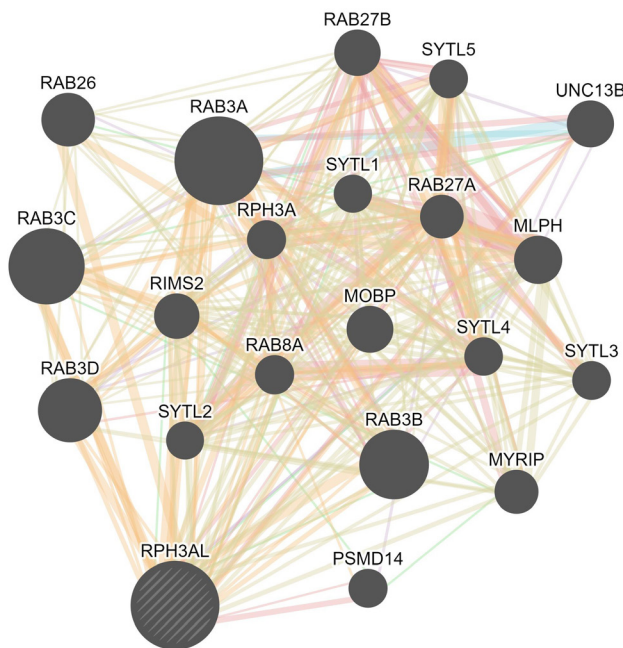 RAB27B
SYTL5
RAB26
UNC13B
RAB3A
SYTL1
RAB27A
RPH3A
RAB3C
MLPH
RIMS2
MOBP
SYTL4
RAB8A
SYTL3
RAB3D
SYTL2
RAB3B
MYRIP
RPH3AL
PSMD14